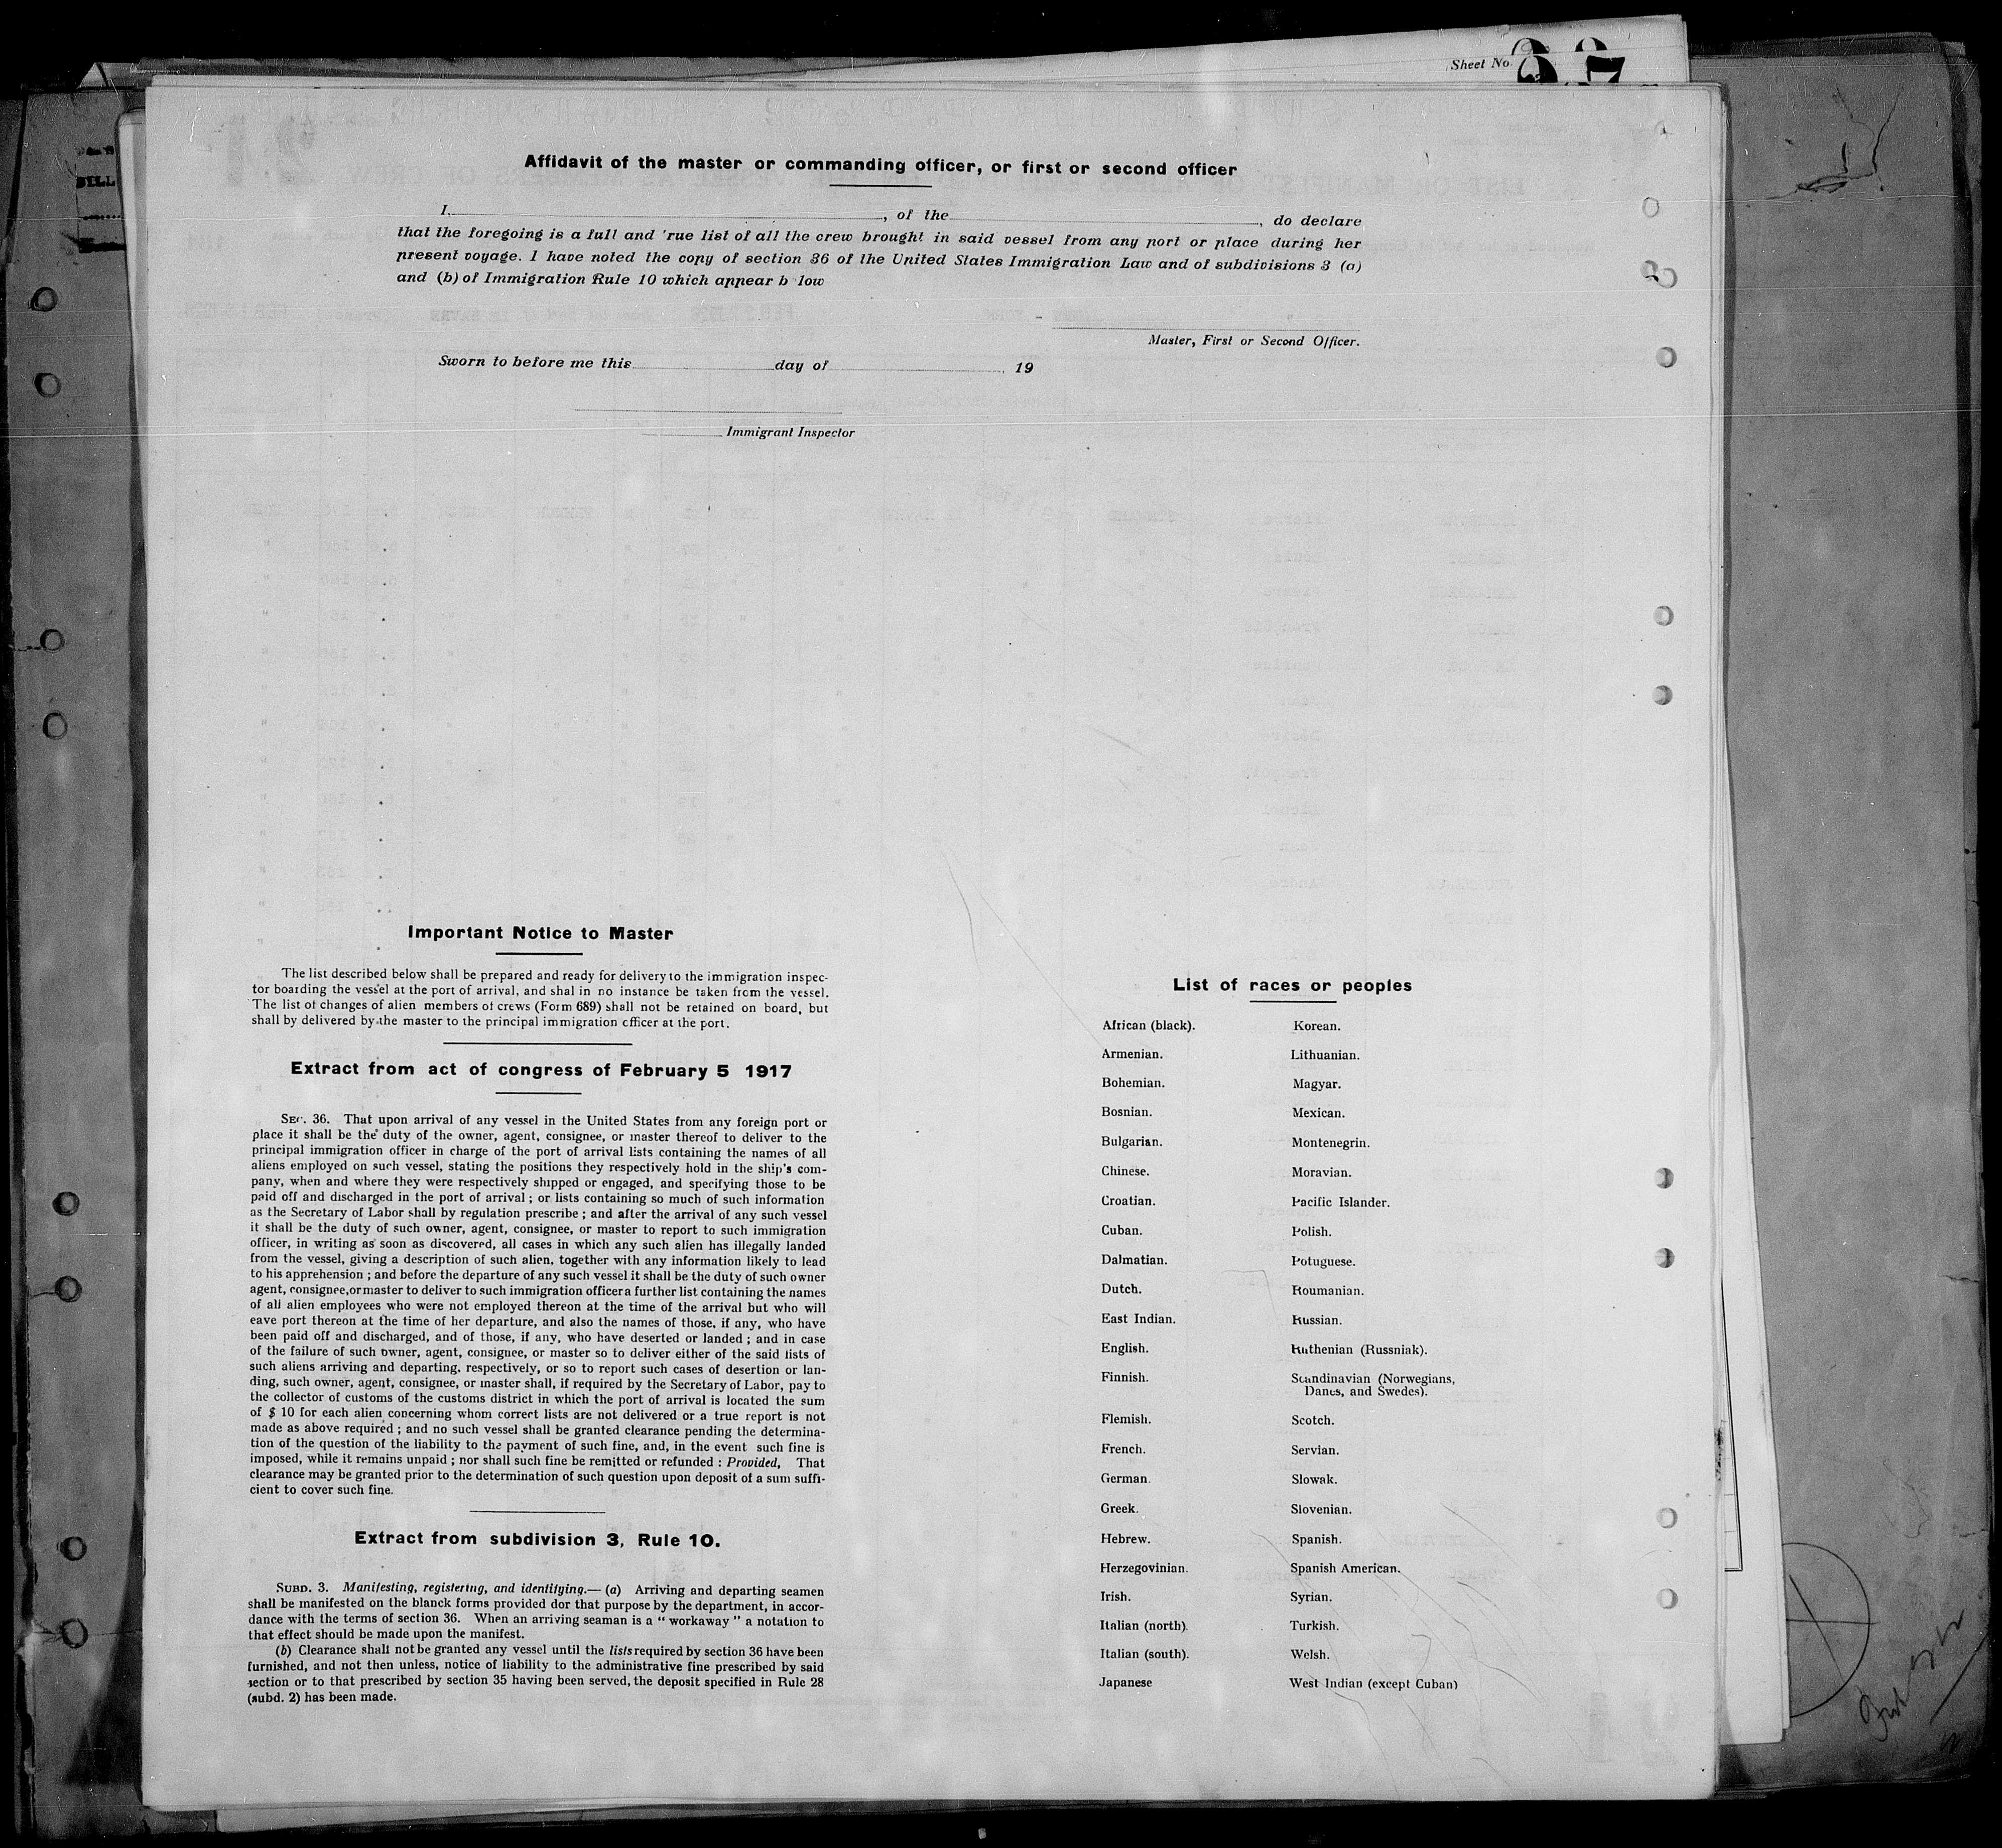 Sheet No
Affidavit of the master or commanding officer, or first or second officer
I, , of the , do declare
that the foregoing is a full and 'rue list of all the crew brought in said vessel from any port or place during her
present voyage. I have noted the copy of section 36 of the United States Immigration Law and of subdivisions 3 (a)
and (b) of Immigration Rule 10 which appear b low
Master, First or Second Officer.
Sworn to before me this day of , 19
Immigrant Inspector
Important Notice to Master
The list described below shall be prepared and ready for delivery to the immigration inspec-
tor boarding the vessel at the port of arrival, and shal in no instance be taken from the vessel.
The list of changes of alien members of crews (Form 689) shall not be retained on board, but
shall by delivered by the master to the principal immigration officer at the port.
Extract from act of congress of February 5 1917
SEC. 36. That upon arrival of any vessel in the United States from any foreign port or
place it shall be the duty of the owner, agent, consignee, or master thereof to deliver to the
principal immigration officer in charge of the port of arrival lists containing the names of all
aliens employed on such vessel, stating the positions they respectively hold in the ship's com-
pany, when and where they were respectively shipped or engaged, and specifying those to be
paid off and discharged in the port of arrival ; or lists containing so much of such information
as the Secretary of Labor shall by regulation prescribe ; and after the arrival of any such vessel
it shall be the duty of such owner, agent, consignee, or master to report to such immigration
officer, in writing as soon as discovered, all cases in which any such alien has illegally landed
from the vessel, giving a description of such alien, together with any information likely to lead
to his apprehension ; and before the departure of any such vessel it shall be the duty of such owner
agent, consignee, or master to deliver to such immigration officer a further list containing the names
of all alien employees who were not employed thereon at the time of the arrival but who will
eave port thereon at the time of her departure, and also the names of those, if any, who have
been paid off and discharged, and of those, if any, who have deserted or landed ; and in case
of the failure of such owner, agent, consignee, or master so to deliver either of the said lists of
such aliens arriving and departing, respectively, or so to report such cases of desertion or lan-
ding, such owner, agent, consignee, or master shall, if required by the Secretary of Labor, pay to
the collector of customs of the customs district in which the port of arrival is located the sum
of $ 10 for each alien concerning whom correct lists are not delivered or a true report is not
made as above required ; and no such vessel shall be granted clearance pending the determina-
tion of the question of the liability to the payment of such fine, and, in the event such fine is
imposed, while it remains unpaid ; nor shall such fine be remitted or refunded : Provided, That
clearance may be granted prior to the determination of such question upon deposit of a sum suffi-
cient to cover such fine.
Extract from subdivision 3, Rule 10.
SUBD. 3. Manifesting, registering, and identifying.— (a) Arriving and departing seamen
shall be manifested on the blanck forms provided dor that purpose by the department, in accor-
dance with the terms of section 36. When an arriving seaman is a " workaway " a notation to
that effect should be made upon the manifest.
(b) Clearance shall not be granted any vessel until the lists required by section 36 have been
furnished, and not then unless, notice of liability to the administrative fine prescribed by said
section or to that prescribed by section 35 having been served, the deposit specified in Rule 28
(subd. 2) has been made.
List of races or peoples
African (black).
Armenian.
Bohemian.
Bosnian.
Bulgarian.
Chinese.
Croatian.
Cuban.
Dalmatian.
Dutch.
East Indian.
English.
Finnish.
Flemish.
French.
German.
Greek.
Hebrew.
Herzegovinian.
Irish.
Italian (north).
Italian (south).
Japanese
Korean.
Lithuanian.
Magyar.
Mexican.
Montenegrin.
Moravian.
Pacific Islander.
Polish.
Potuguese.
Roumanian.
Russian.
Ruthenian (Russniak).
Scandinavian (Norwegians,
Danes, and Swedes).
Scotch.
Servian.
Slowak.
Slovenian.
Spanish.
Spanish American.
Syrian.
Turkish.
Welsh.
West Indian (except Cuban)